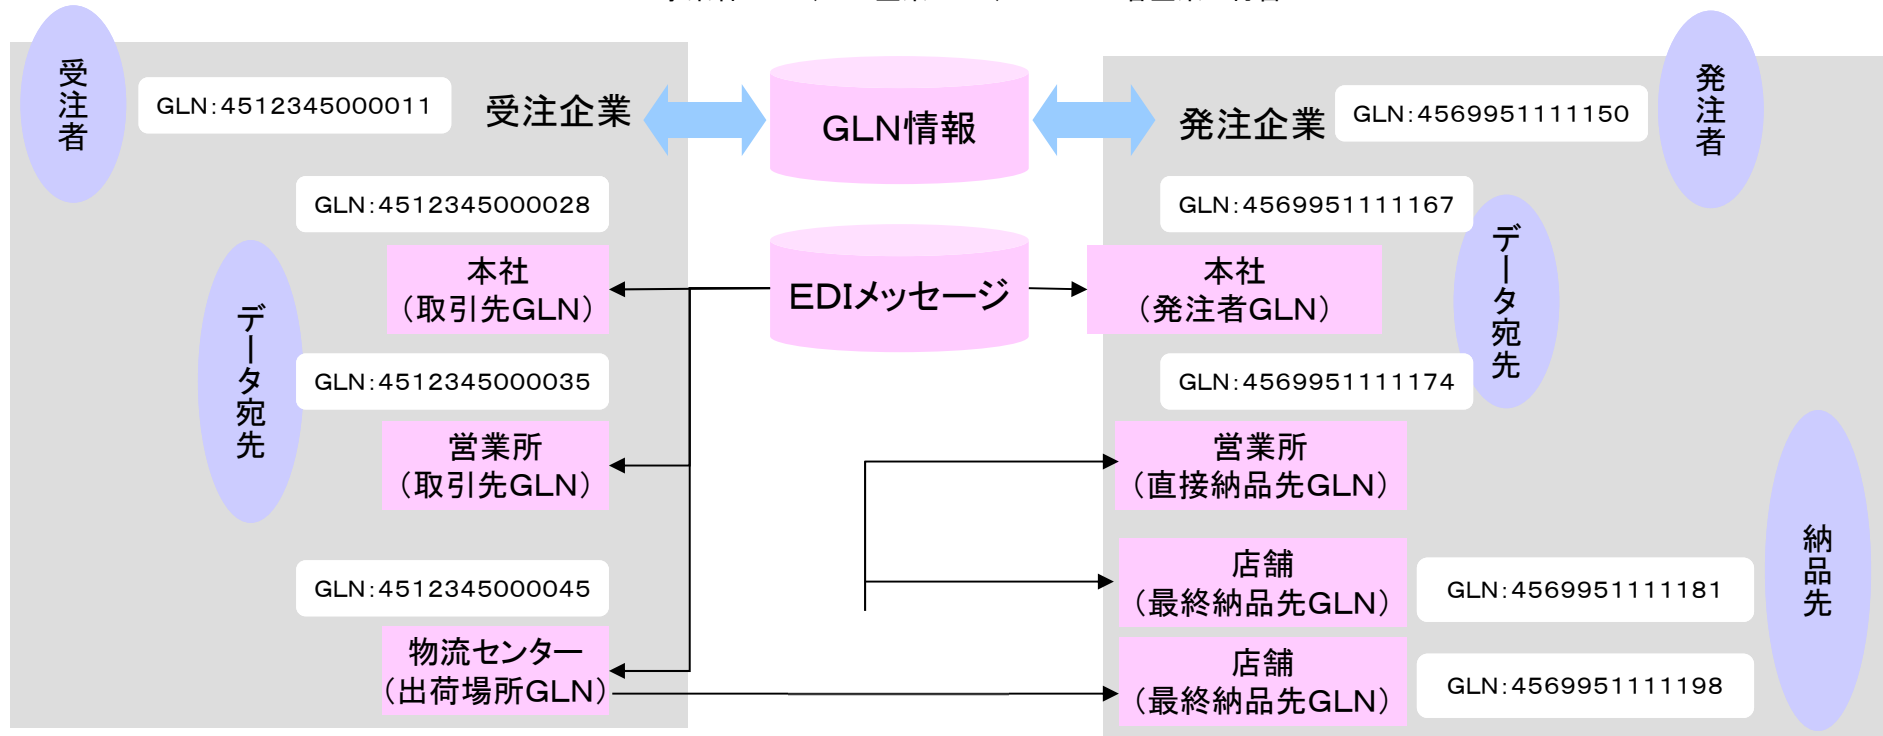 受注者
GLN:4512345000011
受注企業
GLN情報
発注企業
GLN:4569951111150
発注者
GLN:4512345000028
GLN:4569951111167
本社
(取引先GLN)
EDIメッセージ
本社
(発注者GLN)
データ宛先
データ宛先
GLN:4512345000035
GLN:4569951111174
営業所
(取引先GLN)
営業所
(直接納品先GLN)
納品先
GLN:4512345000045
店舗
(最終納品先GLN)
GLN:4569951111181
物流センター
(出荷場所GLN)
店舗
(最終納品先GLN)
GLN:4569951111198